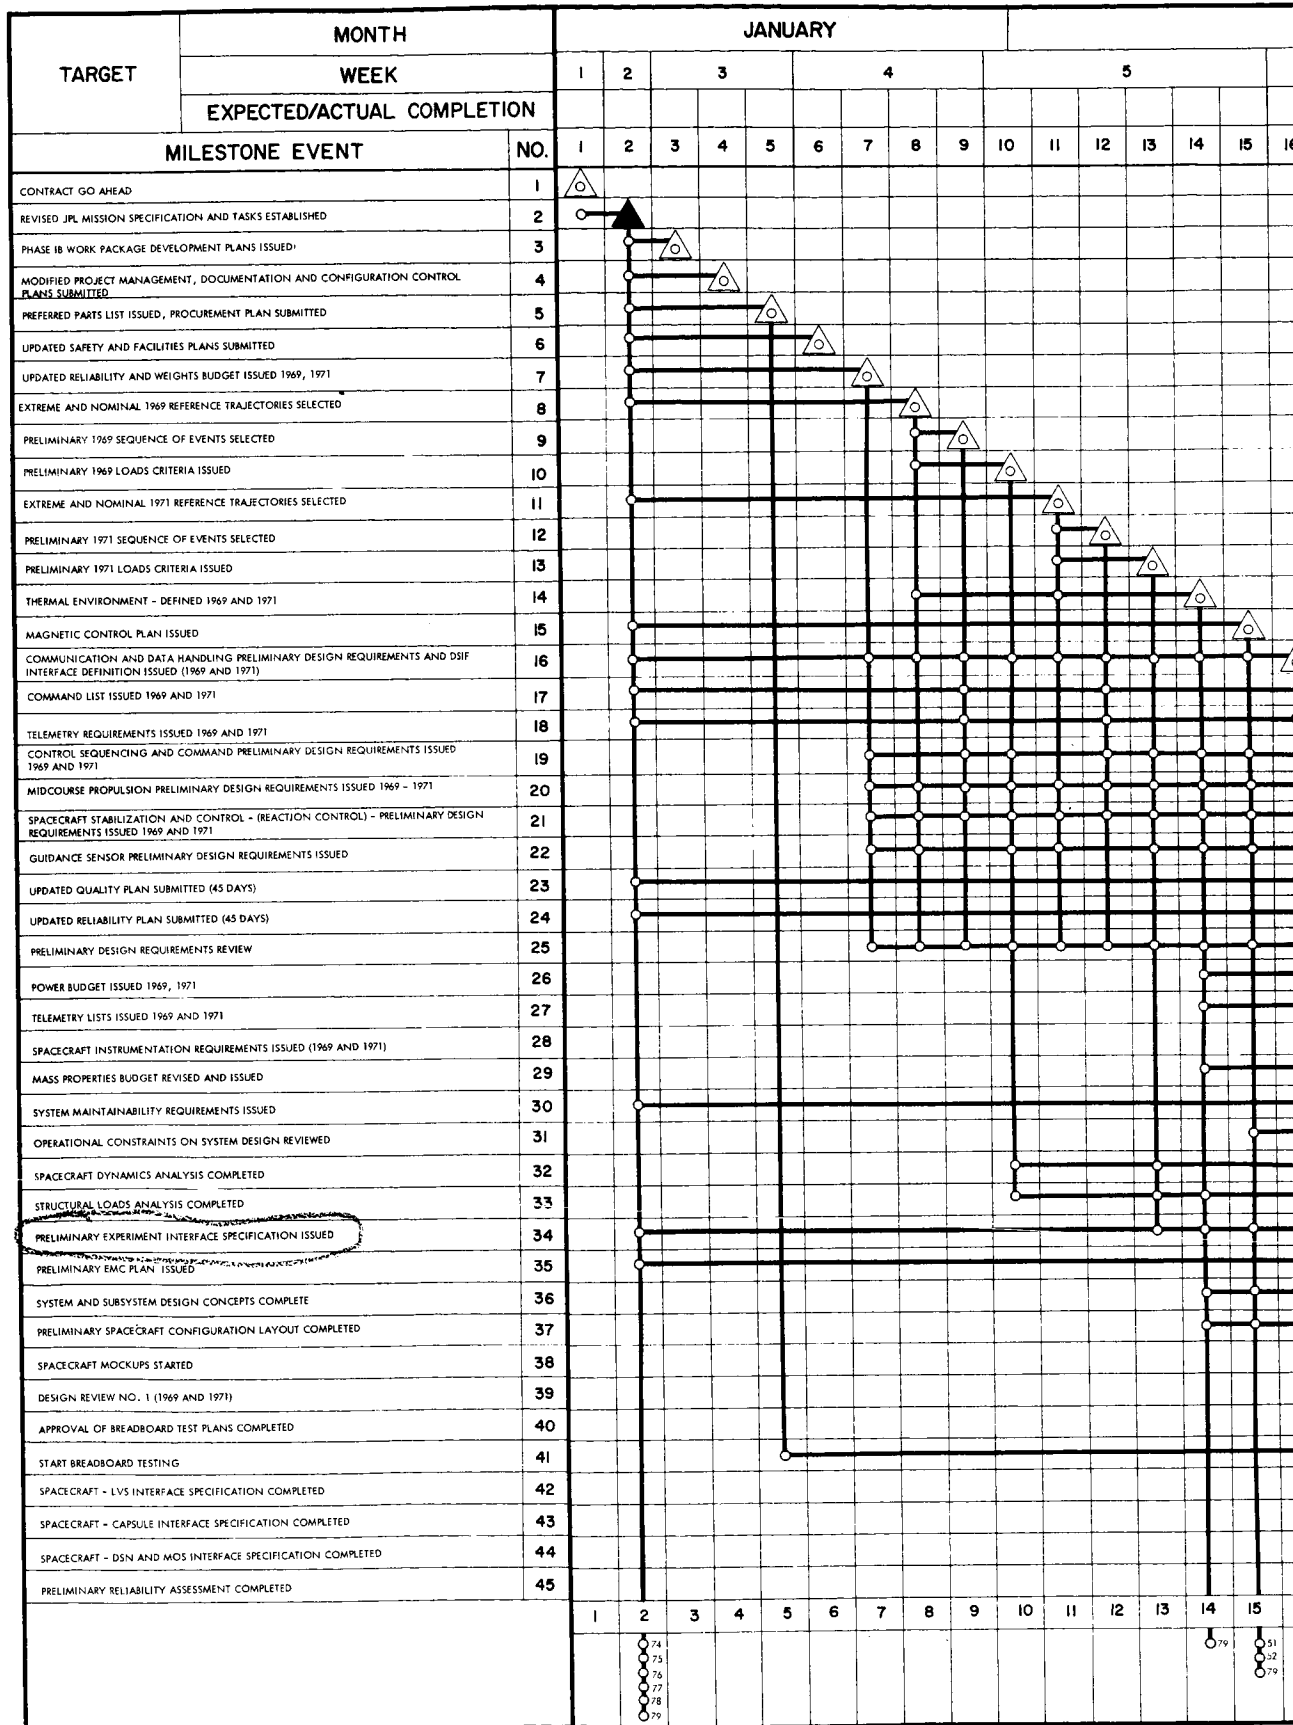 MONTH
JANUARY
TARGET
WEEK
1 2 3 4 5
EXPECTED/ACTUAL COMPLETION
MILESTONE EVENT NO. 1 2 3 4 5 6 7 8 9 10 11 12 13 14 15 16
CONTRACT GO AHEAD 1
REVISED JPL MISSION SPECIFICATION AND TASKS ESTABLISHED 2
PHASE IB WORK PACKAGE DEVELOPMENT PLANS ISSUED 3
MODIFIED PROJECT MANAGEMENT, DOCUMENTATION AND CONFIGURATION CONTROL 4
PLANS SUBMITTED
PREFERRED PARTS LIST ISSUED, PROCUREMENT PLAN SUBMITTED 5
UPDATED SAFETY AND FACILITIES PLANS SUBMITTED 6
UPDATED RELIABILITY AND WEIGHTS BUDGET ISSUED 1969, 1971 7
EXTREME AND NOMINAL 1969 REFERENCE TRAJECTORIES SELECTED 8
PRELIMINARY 1969 SEQUENCE OF EVENTS SELECTED 9
PRELIMINARY 1969 LOADS CRITERIA ISSUED 10
EXTREME AND NOMINAL 1971 REFERENCE TRAJECTORIES SELECTED 11
PRELIMINARY 1971 SEQUENCE OF EVENTS SELECTED 12
PRELIMINARY 1971 LOADS CRITERIA ISSUED 13
THERMAL ENVIRONMENT - DEFINED 1969 AND 1971 14
MAGNETIC CONTROL PLAN ISSUED 15
COMMUNICATION AND DATA HANDLING PRELIMINARY DESIGN REQUIREMENTS AND DSIF 16
INTERFACE DEFINITION ISSUED (1969 AND 1971)
COMMAND LIST ISSUED 1969 AND 1971 17
TELEMETRY REQUIREMENTS ISSUED 1969 AND 1971 18
CONTROL SEQUENCING AND COMMAND PRELIMINARY DESIGN REQUIREMENTS ISSUED 19
1969 AND 1971
MIDCOURSE PROPULSION PRELIMINARY DESIGN REQUIREMENTS ISSUED 1969 - 1971 20
SPACECRAFT STABILIZATION AND CONTROL - (REACTION CONTROL) - PRELIMINARY DESIGN 21
REQUIREMENTS ISSUED 1969 AND 1971
GUIDANCE SENSOR PRELIMINARY DESIGN REQUIREMENTS ISSUED 22
UPDATED QUALITY PLAN SUBMITTED (45 DAYS) 23
UPDATED RELIABILITY PLAN SUBMITTED (45 DAYS) 24
PRELIMINARY DESIGN REQUIREMENTS REVIEW 25
POWER BUDGET ISSUED 1969, 1971 26
TELEMETRY LISTS ISSUED 1969 AND 1971 27
SPACECRAFT INSTRUMENTATION REQUIREMENTS ISSUED (1969 AND 1971) 28
MASS PROPERTIES BUDGET REVISED AND ISSUED 29
SYSTEM MAINTAINABILITY REQUIREMENTS ISSUED 30
OPERATIONAL CONSTRAINTS ON SYSTEM DESIGN REVIEWED 31
SPACECRAFT DYNAMICS ANALYSIS COMPLETED 32
STRUCTURAL LOADS ANALYSIS COMPLETED 33
PRELIMINARY EXPERIMENT INTERFACE SPECIFICATION ISSUED 34
PRELIMINARY EMC PLAN ISSUED 35
SYSTEM AND SUBSYSTEM DESIGN CONCEPTS COMPLETE 36
PRELIMINARY SPACECRAFT CONFIGURATION LAYOUT COMPLETED 37
SPACECRAFT MOCKUPS STARTED 38
DESIGN REVIEW NO. 1 (1969 AND 1971) 39
APPROVAL OF BREADBOARD TEST PLANS COMPLETED 40
START BREADBOARD TESTING 41
SPACECRAFT - LVS INTERFACE SPECIFICATION COMPLETED 42
SPACECRAFT - CAPSULE INTERFACE SPECIFICATION COMPLETED 43
SPACECRAFT - DSN AND MOS INTERFACE SPECIFICATION COMPLETED 44
PRELIMINARY RELIABILITY ASSESSMENT COMPLETED 45
1 2 3 4 5 6 7 8 9 10 11 12 13 14 15
74 79 51
75 52
76 79
77
78
79